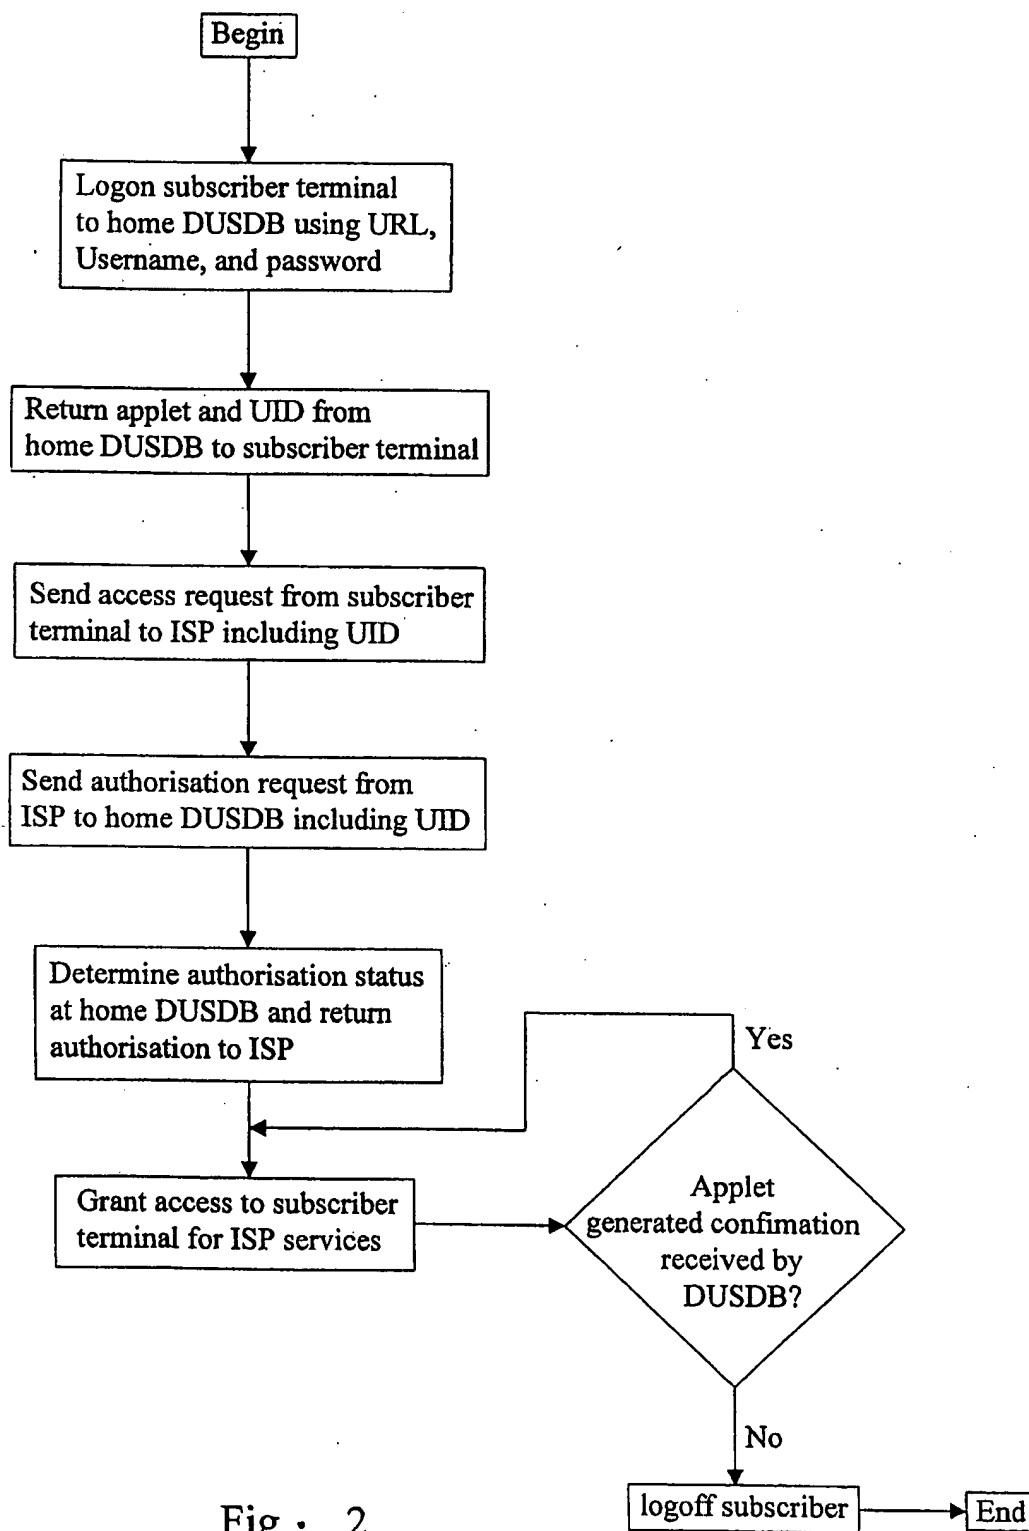 Begin
Logon subscriber terminal
to home DUSDB using URL,
Username, and password
Return applet and UID from
home DUSDB to subscriber terminal
Send access request from subscriber
terminal to ISP including UID
Send authorisation request from
ISP to home DUSDB including UID
Determine authorisation status
at home DUSDB and return
authorisation to ISP
Yes
Grant access to subscriber
terminal for ISP services
Applet
generated confimation
received by
DUSDB?
No
logoff subscriber
End
Fig. 2